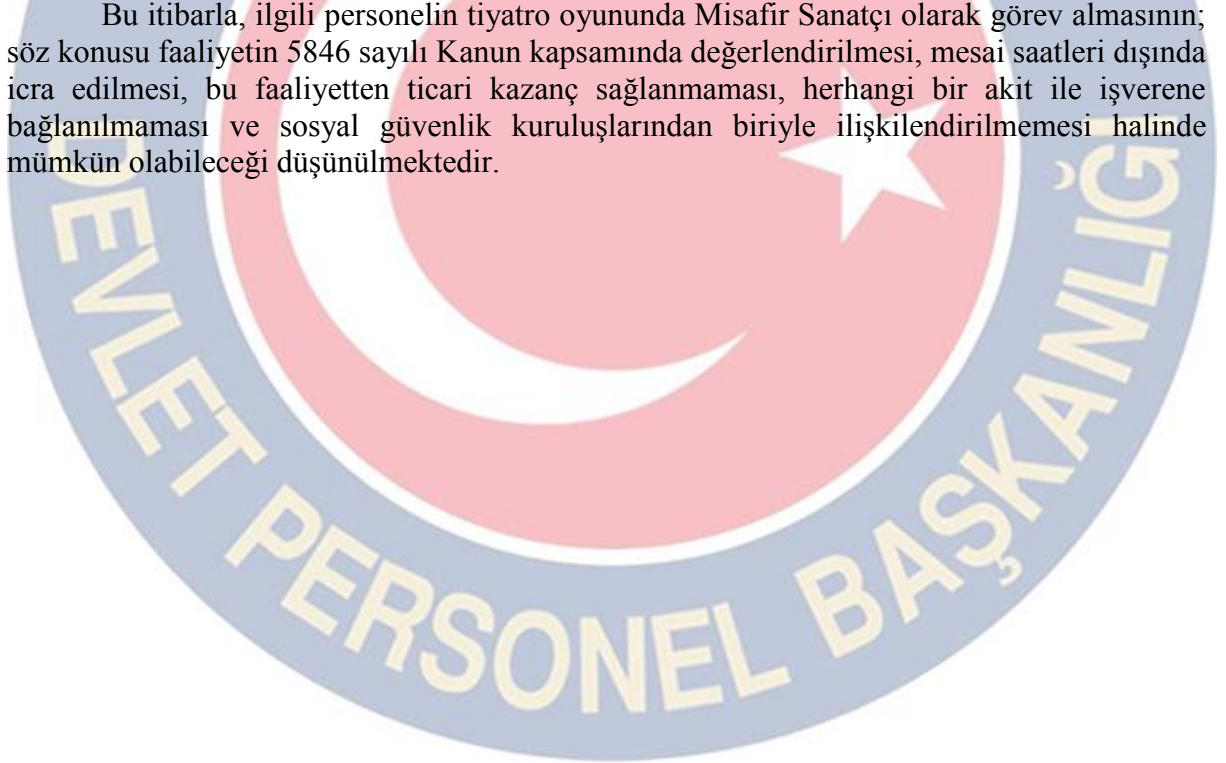 Bu itibarla, ilgili personelin tiyatro oyununda Misafir Sanatçı olarak görev almasının;
söz konusu faaliyetin 5846 sayılı Kanun kapsamında değerlendirilmesi, mesai saatleri dışında
icra edilmesi, bu faaliyetten ticari kazanç sağlanmaması, herhangi bir akit ile işverene
bağlanılmaması ve sosyal güvenlik kuruluşlarından biriyle ilişkilendirilmemesi halinde
mümkün olabileceği düşünülmektedir.
DEVLET PERSONEL BAŞKANLIĞI